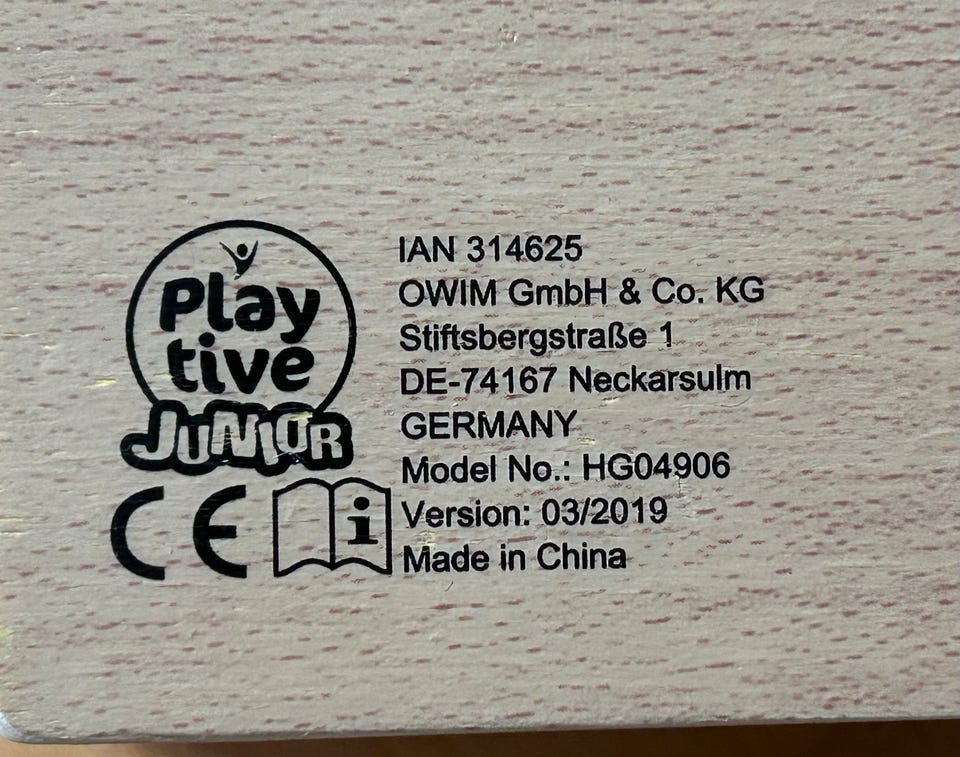 Play
tive
JUNIOR
CE
i
IAN 314625
OWIM GmbH & Co. KG
Stiftsbergstraße 1
DE-74167 Neckarsulm
GERMANY
Model No.: HG04906
Version: 03/2019
Made in China